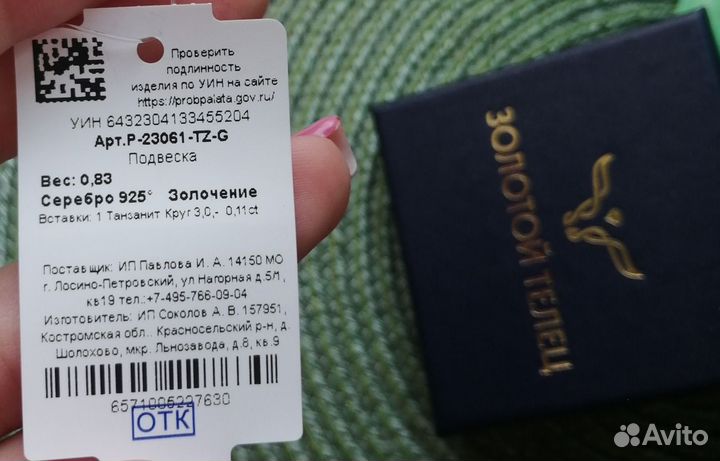 Проверить
подлинность
изделия по УИН на сайте
https://probpalata.gov.ru/
УИН 6432304133455204
Арт.Р-23061-TZ-G
Подвеска
Вес: 0,83
Серебро 925° Золочение
Вставки: 1 Танзанит Круг 3,0,- 0,11ct
Поставщик: ИП Павлова И. А. 14150 МО
г. Лосино-Петровский, ул Нагорная д.5/1,
кв19 тел.:+7-495-766-09-04
Изготовитель: ИП Соколов А. В. 157951,
Костромская обл.. Красносельский р-н, д.
Шолохово, мкр. Льнозавода, д.8, кв.9
6571005227630
ОТК
ЗОЛОТОЙ ТЕЛЕЦ
Avito